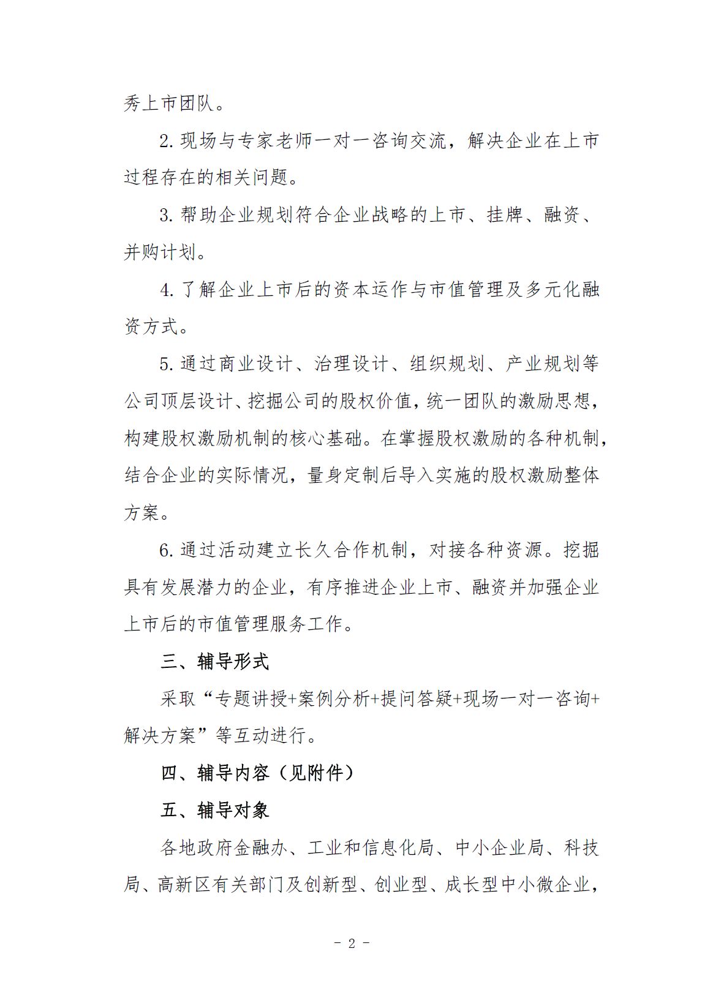 秀上市团队。
2.现场与专家老师一对一咨询交流，解决企业在上市
过程存在的相关问题。
3.帮助企业规划符合企业战略的上市、挂牌、融资、
并购计划。
4.了解企业上市后的资本运作与市值管理及多元化融
资方式。
5.通过商业设计、治理设计、组织规划、产业规划等
公司顶层设计、挖掘公司的股权价值，统一团队的激励思想，
构建股权激励机制的核心基础。在掌握股权激励的各种机制，
结合企业的实际情况，量身定制后导入实施的股权激励整体
方案。
6.通过活动建立长久合作机制，对接各种资源。挖掘
具有发展潜力的企业，有序推进企业上市、融资并加强企业
上市后的市值管理服务工作。
三、辅导形式
采取“专题讲授+案例分析+提问答疑+现场一对一咨询+
解决方案”等互动进行。
四、辅导内容（见附件）
五、辅导对象
各地政府金融办、工业和信息化局、中小企业局、科技
局、高新区有关部门及创新型、创业型、成长型中小微企业，
- 2 -